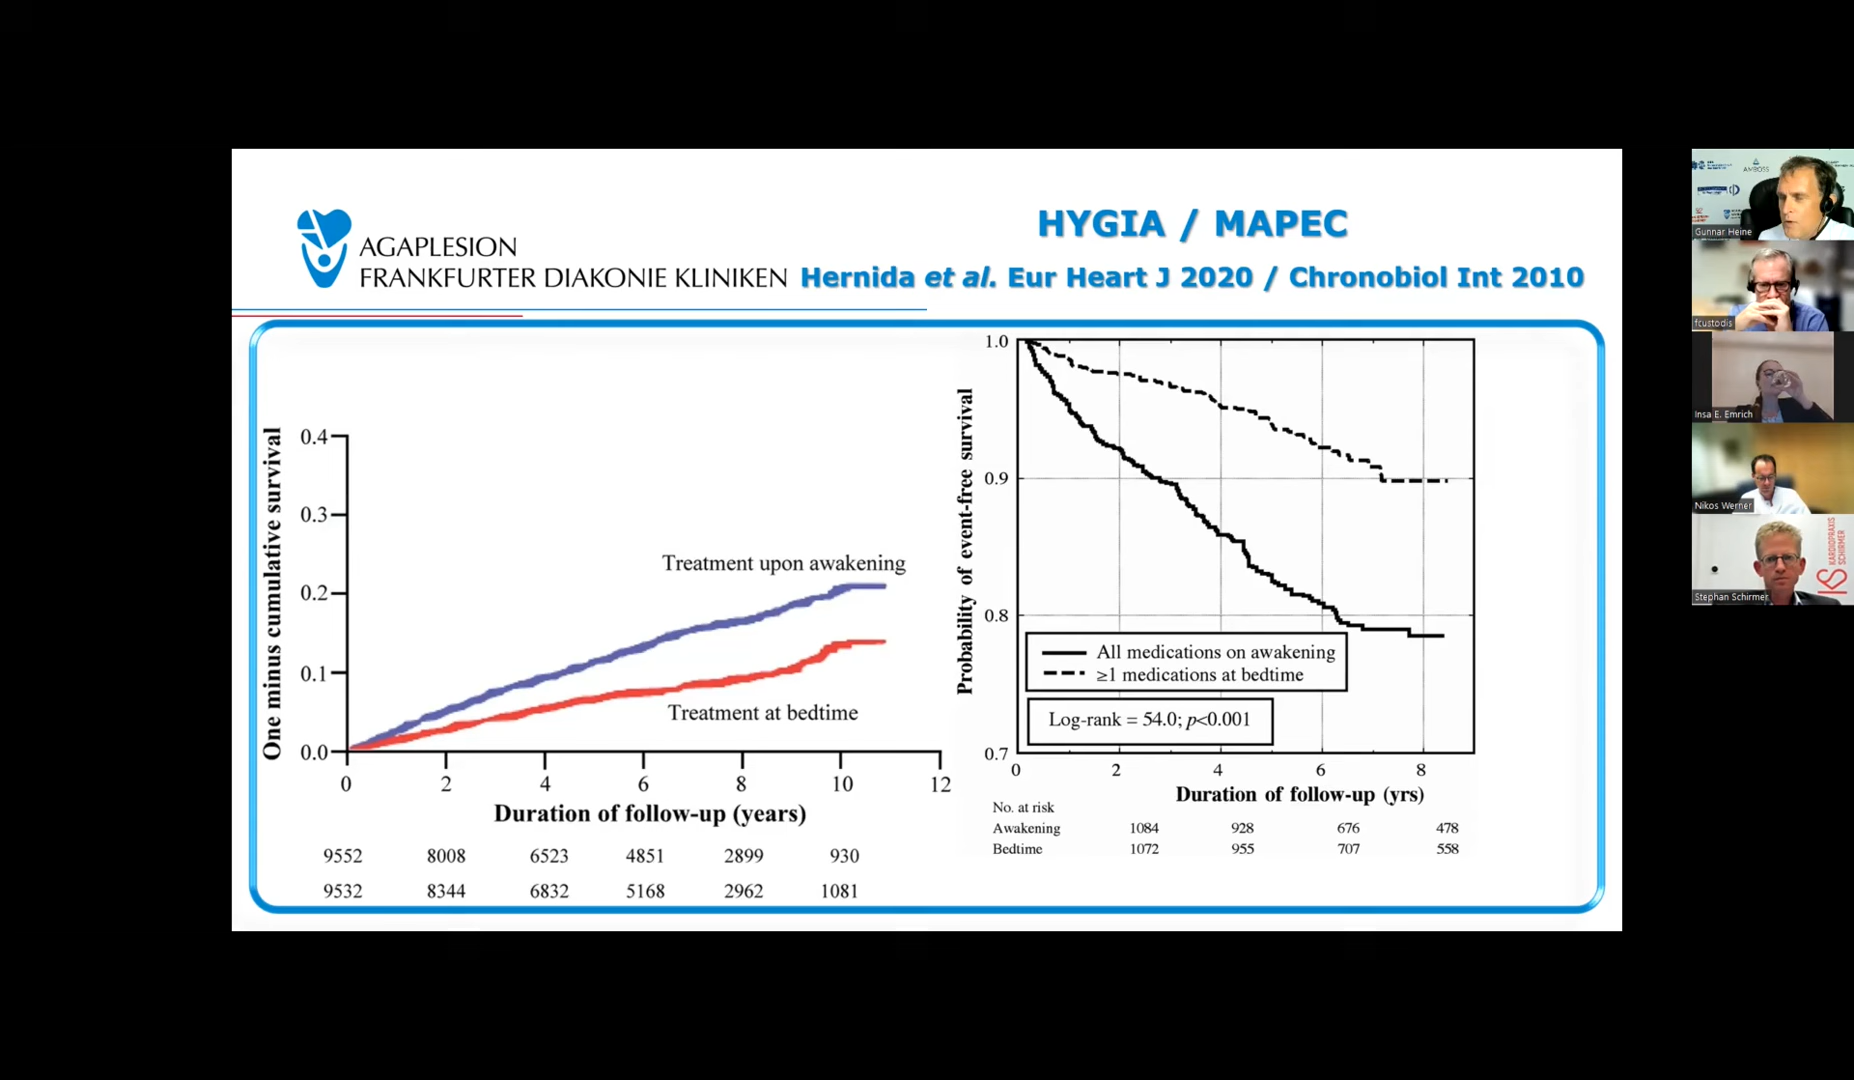 HYGIA / MAPEC
AGAPLESION
FRANKFURTER DIAKONIE KLINIKEN
Hernida et al. Eur Heart J 2020 / Chronobiol Int 2010
One minus cumulative survival
0.4
0.3
0.2
0.1
0.0
Treatment upon awakening
Treatment at bedtime
0 2 4 6 8 10 12
Duration of follow-up (years)
9552 8008 6523 4851 2899 930
9532 8344 6832 5168 2962 1081
Probability of event-free survival
1.0
0.9
0.8
0.7
All medications on awakening
≥1 medications at bedtime
Log-rank = 54.0; p<0.001
0 2 4 6 8
Duration of follow-up (yrs)
No. at risk
Awakening 1084 928 676 478
Bedtime 1072 955 707 558
AMBOSS
Gunnar Heine
fcustodis
Insa E. Emrich
Nikos Werner
KARDIOPRAXIS
SCHIRMER
Stephan Schirmer